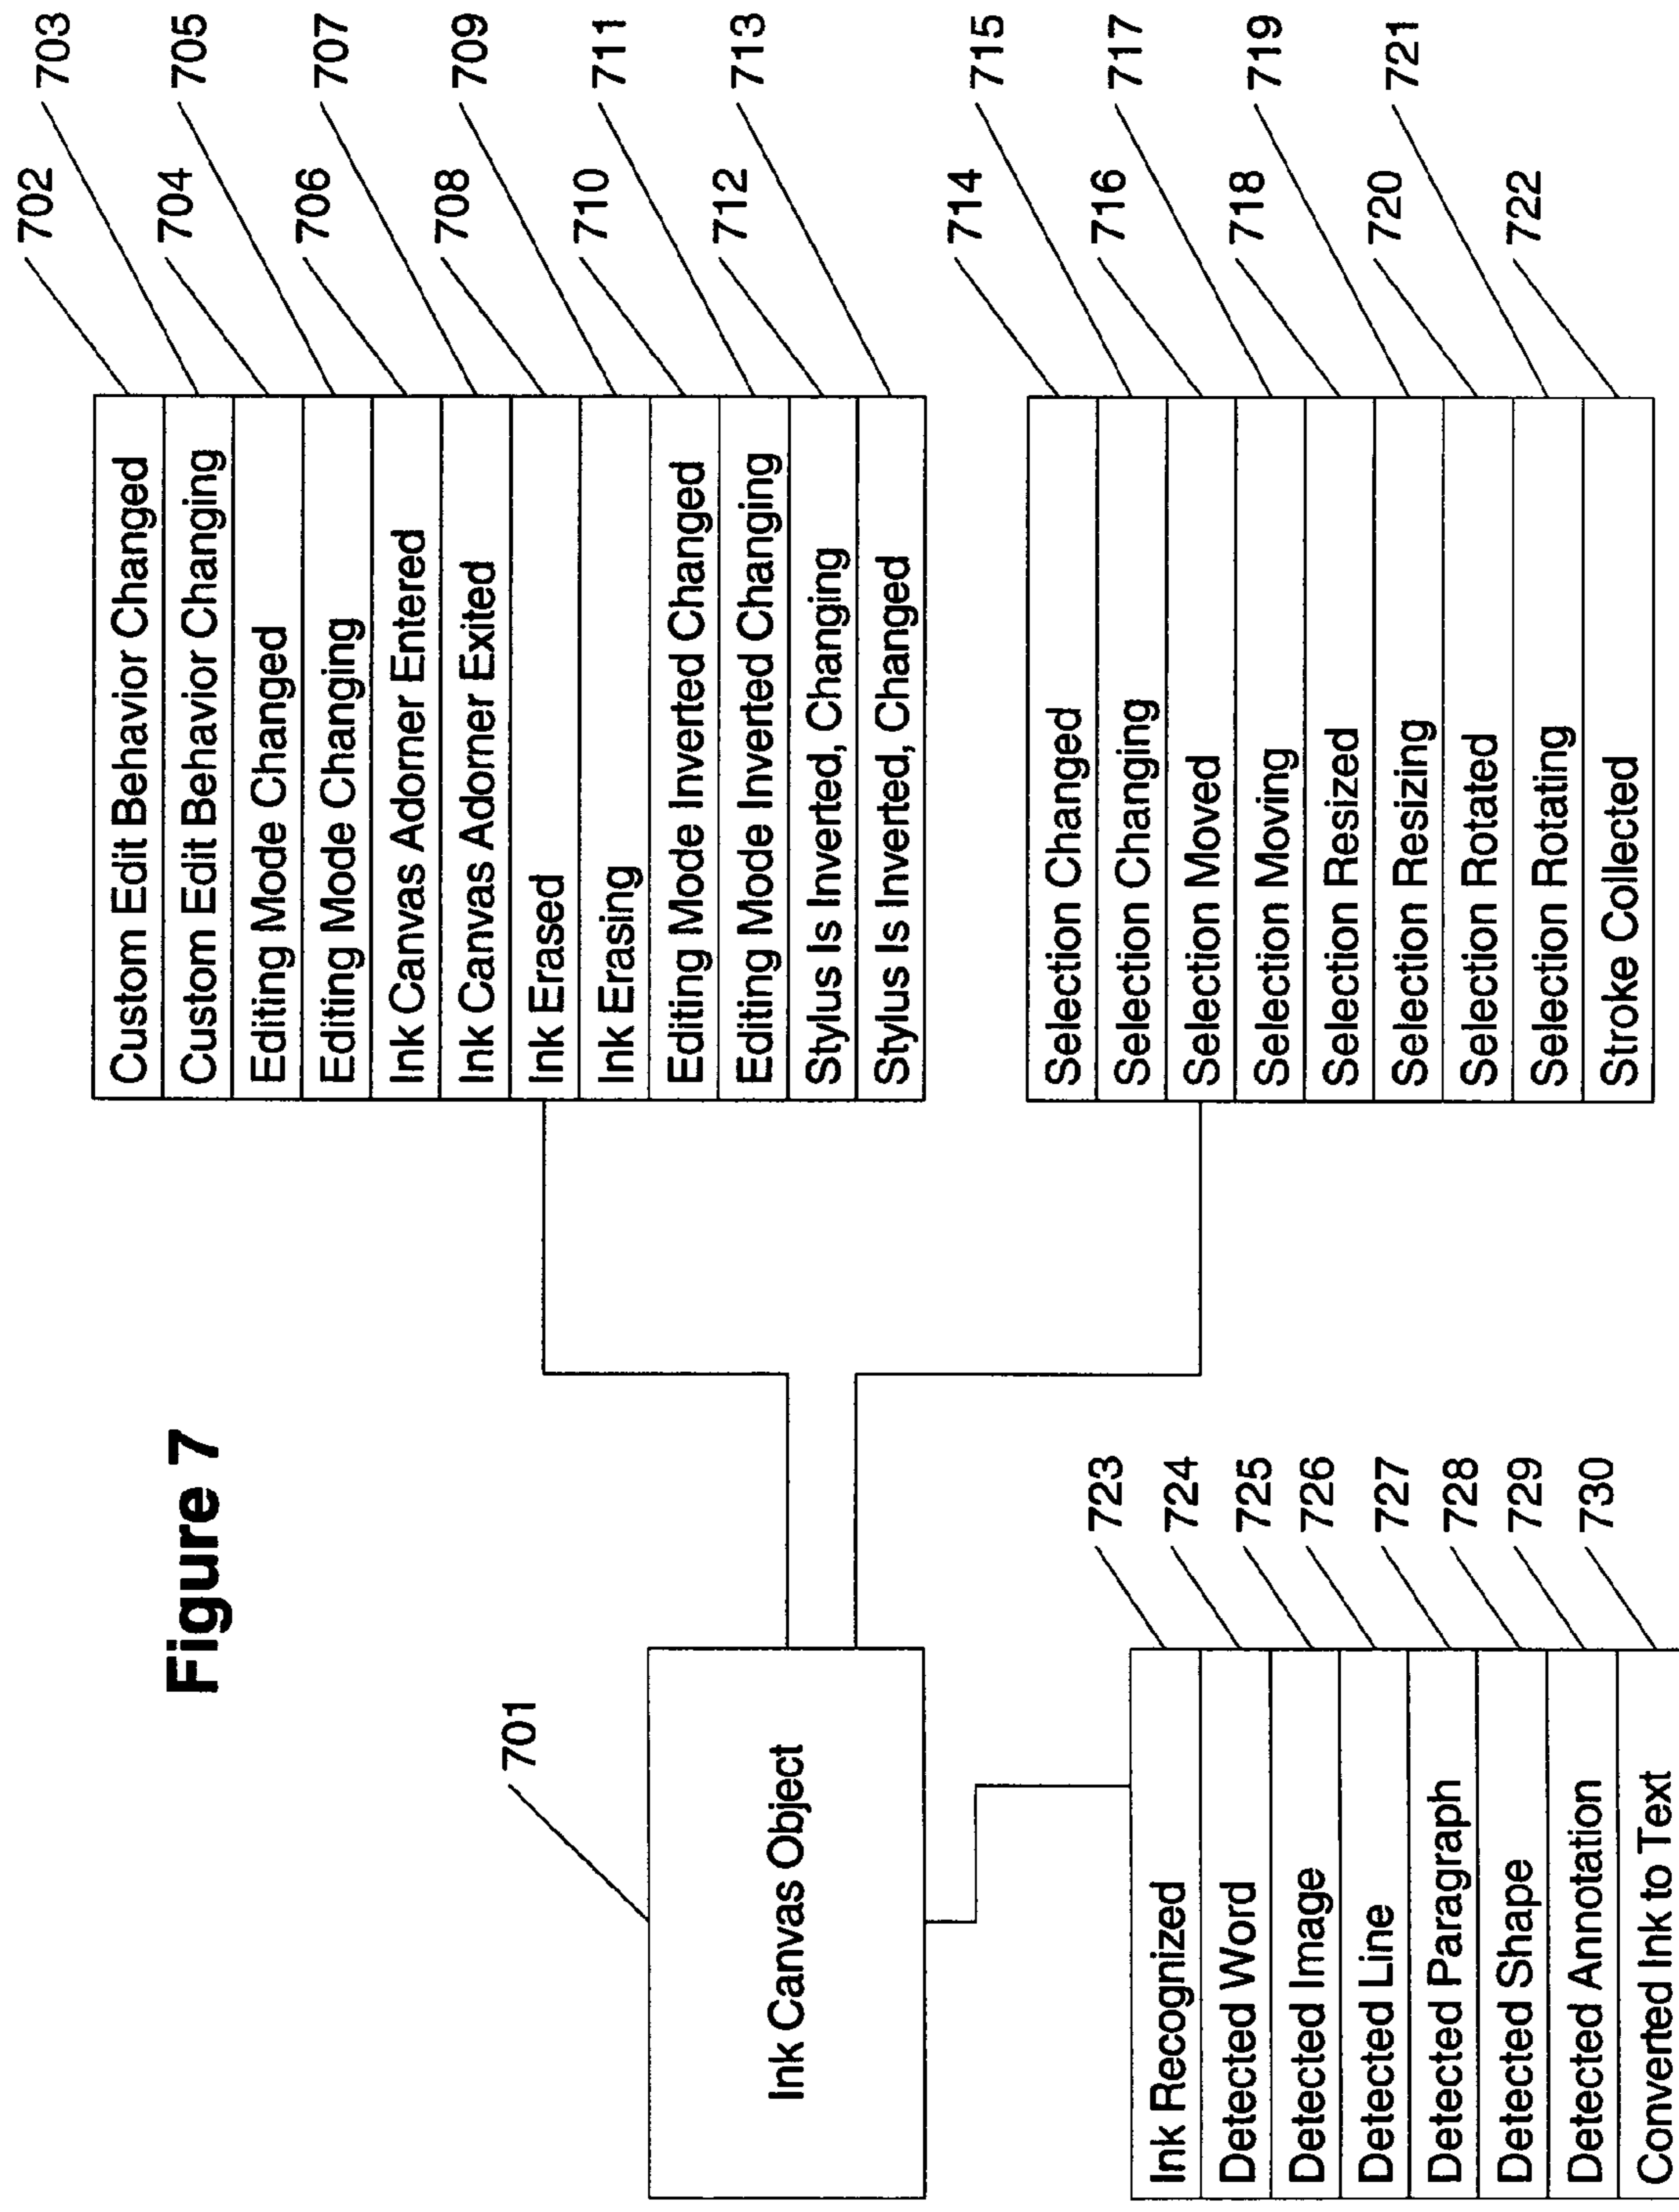 Figure 7
701
Ink Canvas Object
Custom Edit Behavior Changed
Custom Edit Behavior Changing
Editing Mode Changed
Editing Mode Changing
Ink Canvas Adorner Entered
Ink Canvas Adorner Exited
Ink Erased
Ink Erasing
Editing Mode Inverted Changed
Editing Mode Inverted Changing
Stylus Is Inverted, Changing
Stylus Is Inverted, Changed
702
703
704
705
706
707
708
709
710
711
712
713
Selection Changed
Selection Changing
Selection Moved
Selection Moving
Selection Resized
Selection Resizing
Selection Rotated
Selection Rotating
Stroke Collected
714
715
716
717
718
719
720
721
722
Ink Recognized
Detected Word
Detected Image
Detected Line
Detected Paragraph
Detected Shape
Detected Annotation
Converted Ink to Text
723
724
725
726
727
728
729
730